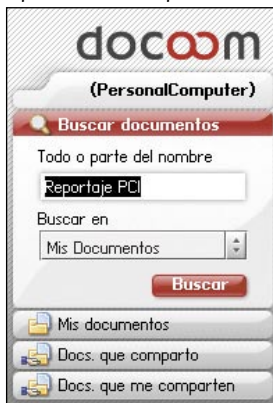 docoom
(PersonalComputer)
Buscar documentos
Todo o parte del nombre
Reportaje PCI
Buscar en
Mis Documentos
Buscar
Mis documentos
Docs. que comparto
Docs. que me comparten